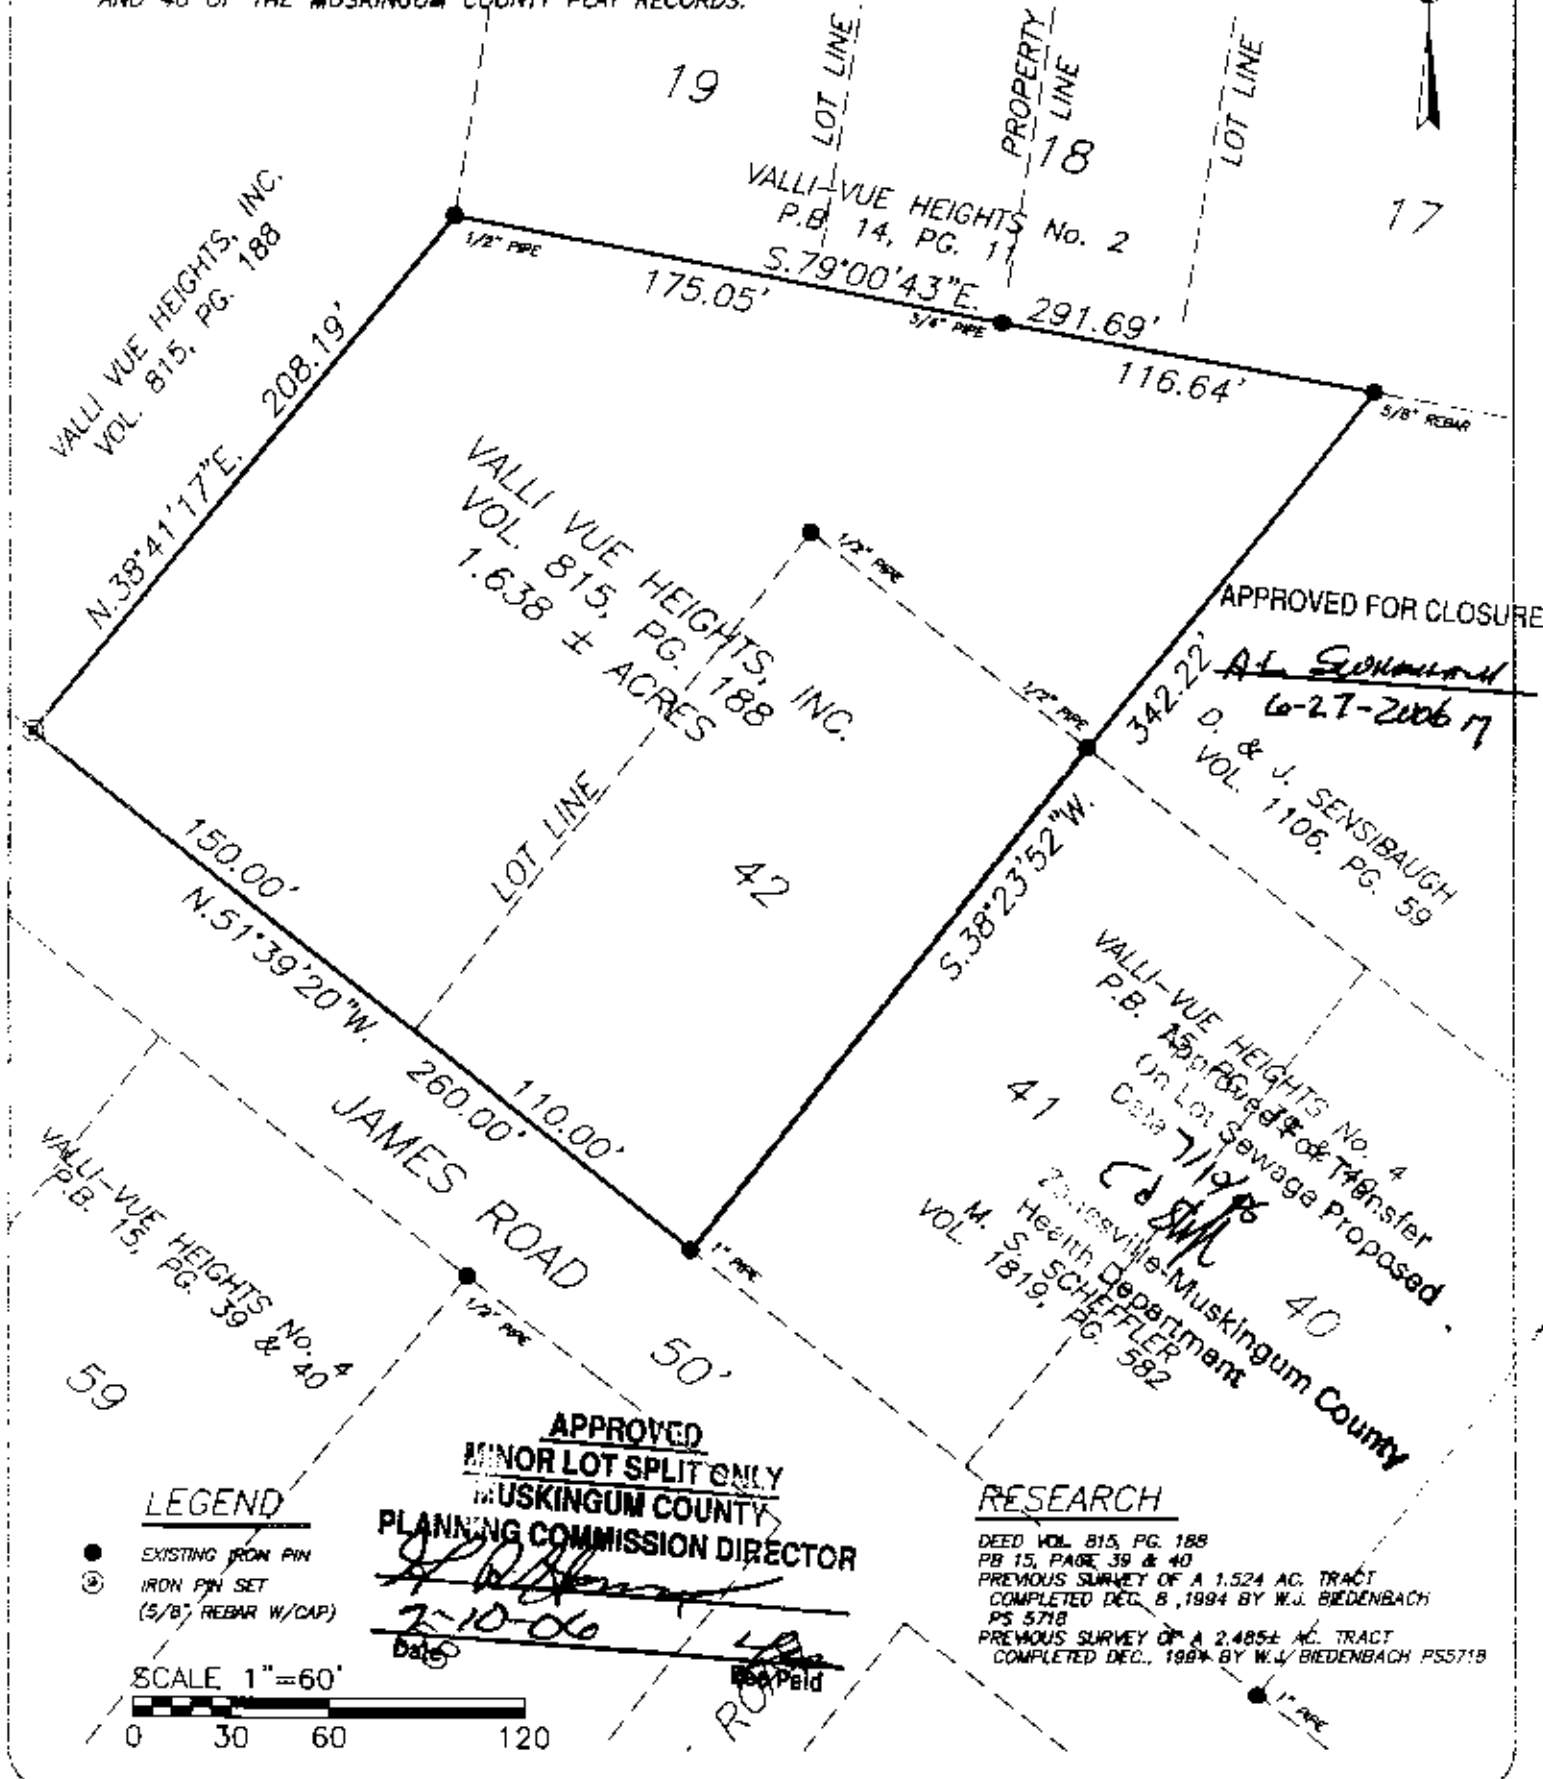 AND 40 OF THE MUSKINGUM COUNTY PLAT RECORDS.
19
LOT LINE
PROPERTY LINE
18
LOT LINE
17
VALLI-VUE HEIGHTS No. 2
P.B. 14, PG. 11
VALLI VUE HEIGHTS, INC.
VOL. 815, PG. 188
1/2" PIPE
S.79°00'43"E. 291.69'
175.05'
3/4" PIPE
116.64'
5/8" REBAR
N.38°41'17"E. 208.19'
VALLI VUE HEIGHTS, INC.
VOL. 815, PG. 188
1.638 ± ACRES
1/2" PIPE
1/2" PIPE
APPROVED FOR CLOSURE
6-27-2006
S.38°23'52"W. 342.22'
D. & J. SENSIBAUGH
VOL. 1106, PG. 59
LOT LINE
42
150.00'
N.51°39'20"W. 260.00'
110.00'
JAMES ROAD
50'
1" PIPE
1/2" PIPE
VALLI-VUE HEIGHTS No. 4
P.B. 15, PG. 39 & 40
59
41
VALLI-VUE HEIGHTS No. 4
P.B. 15, PG. 39 & 40
Approved For Transfer
On Lot Sewage Proposed
Date
Zanesville-Muskingum County
Health Department
M. S. SCHEFFLER
VOL. 1819, PG. 582
40
APPROVED
MINOR LOT SPLIT ONLY
MUSKINGUM COUNTY
PLANNING COMMISSION DIRECTOR
Date
Fee Paid
LEGEND
EXISTING IRON PIN
IRON PIN SET
(5/8" REBAR W/CAP)
SCALE 1"=60'
0 30 60 120
RESEARCH
DEED VOL. 815, PG. 188
PB 15, PAGE 39 & 40
PREVIOUS SURVEY OF A 1.524 AC. TRACT
COMPLETED DEC. 8 ,1994 BY W.J. BIEDENBACH
PS 5718
PREVIOUS SURVEY OF A 2.485± AC. TRACT
COMPLETED DEC., 1994 BY W.J. BIEDENBACH PS5718
1" PIPE